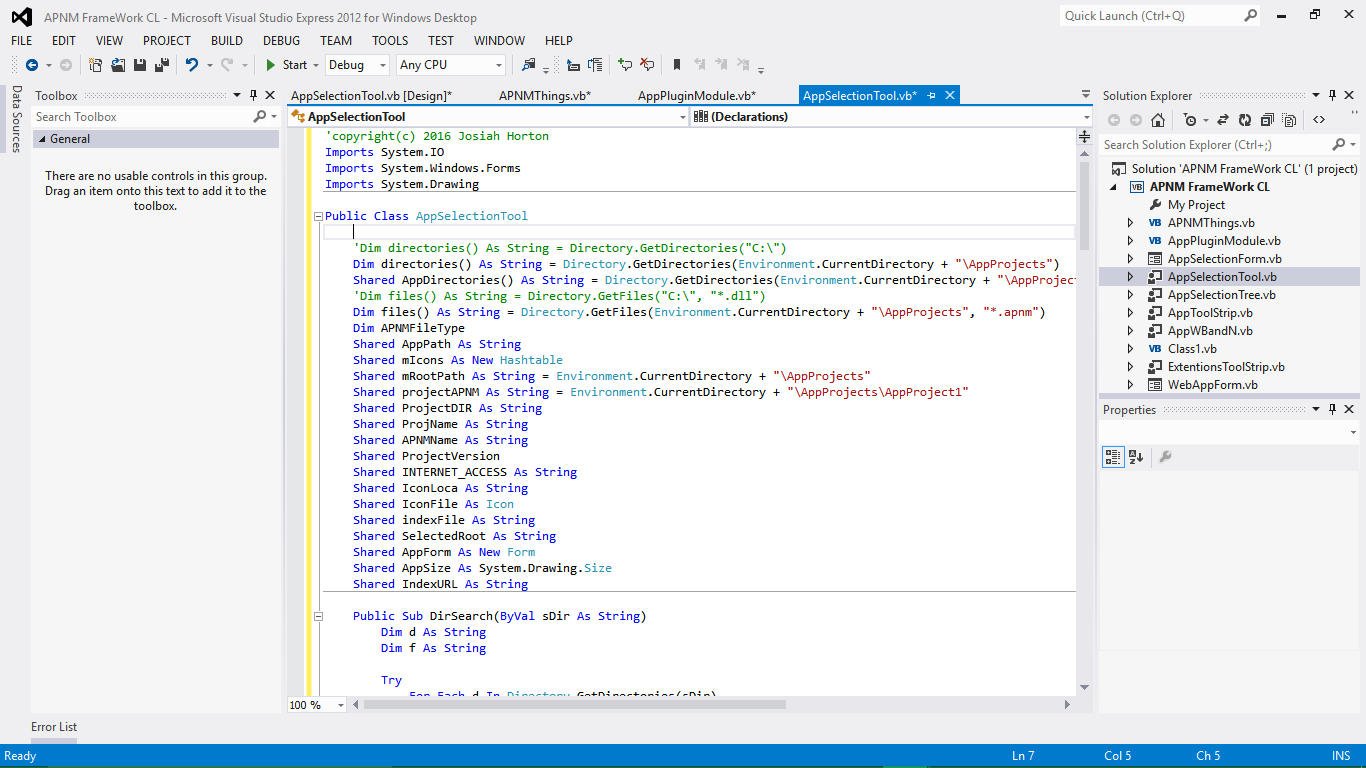 APNM FrameWork CL - Microsoft Visual Studio Express 2012 for Windows Desktop
Quick Launch (Ctrl+Q)
FILE EDIT VIEW PROJECT BUILD DEBUG TEAM TOOLS TEST WINDOW HELP
Start Debug Any CPU
Data Sources
Toolbox
Search Toolbox
General
There are no usable controls in this group.
Drag an item onto this text to add it to the
toolbox.
AppSelectionTool.vb [Design]* APNMThings.vb* AppPluginModule.vb* AppSelectionTool.vb*
AppSelectionTool (Declarations)
'copyright(c) 2016 Josiah Horton
Imports System.IO
Imports System.Windows.Forms
Imports System.Drawing
Public Class AppSelectionTool
'Dim directories() As String = Directory.GetDirectories("C:\")
Dim directories() As String = Directory.GetDirectories(Environment.CurrentDirectory + "\AppProjects")
Shared AppDirectories() As String = Directory.GetDirectories(Environment.CurrentDirectory + "\AppProject
'Dim files() As String = Directory.GetFiles("C:\", "*.dll")
Dim files() As String = Directory.GetFiles(Environment.CurrentDirectory + "\AppProjects", "*.apnm")
Dim APNMFileType
Shared AppPath As String
Shared mIcons As New Hashtable
Shared mRootPath As String = Environment.CurrentDirectory + "\AppProjects"
Shared projectAPNM As String = Environment.CurrentDirectory + "\AppProjects\AppProject1"
Shared ProjectDIR As String
Shared ProjName As String
Shared APNMName As String
Shared ProjectVersion
Shared INTERNET_ACCESS As String
Shared IconLoca As String
Shared IconFile As Icon
Shared indexFile As String
Shared SelectedRoot As String
Shared AppForm As New Form
Shared AppSize As System.Drawing.Size
Shared IndexURL As String
Public Sub DirSearch(ByVal sDir As String)
Dim d As String
Dim f As String
Try
For Each d In Directory.GetDirectories(sDir)
100 %
Solution Explorer
Search Solution Explorer (Ctrl+;)
Solution 'APNM FrameWork CL' (1 project)
APNM FrameWork CL
My Project
APNMThings.vb
AppPluginModule.vb
AppSelectionForm.vb
AppSelectionTool.vb
AppSelectionTree.vb
AppToolStrip.vb
AppWBandN.vb
Class1.vb
ExtentionsToolStrip.vb
WebAppForm.vb
Properties
Error List
Ready Ln 7 Col 5 Ch 5 INS